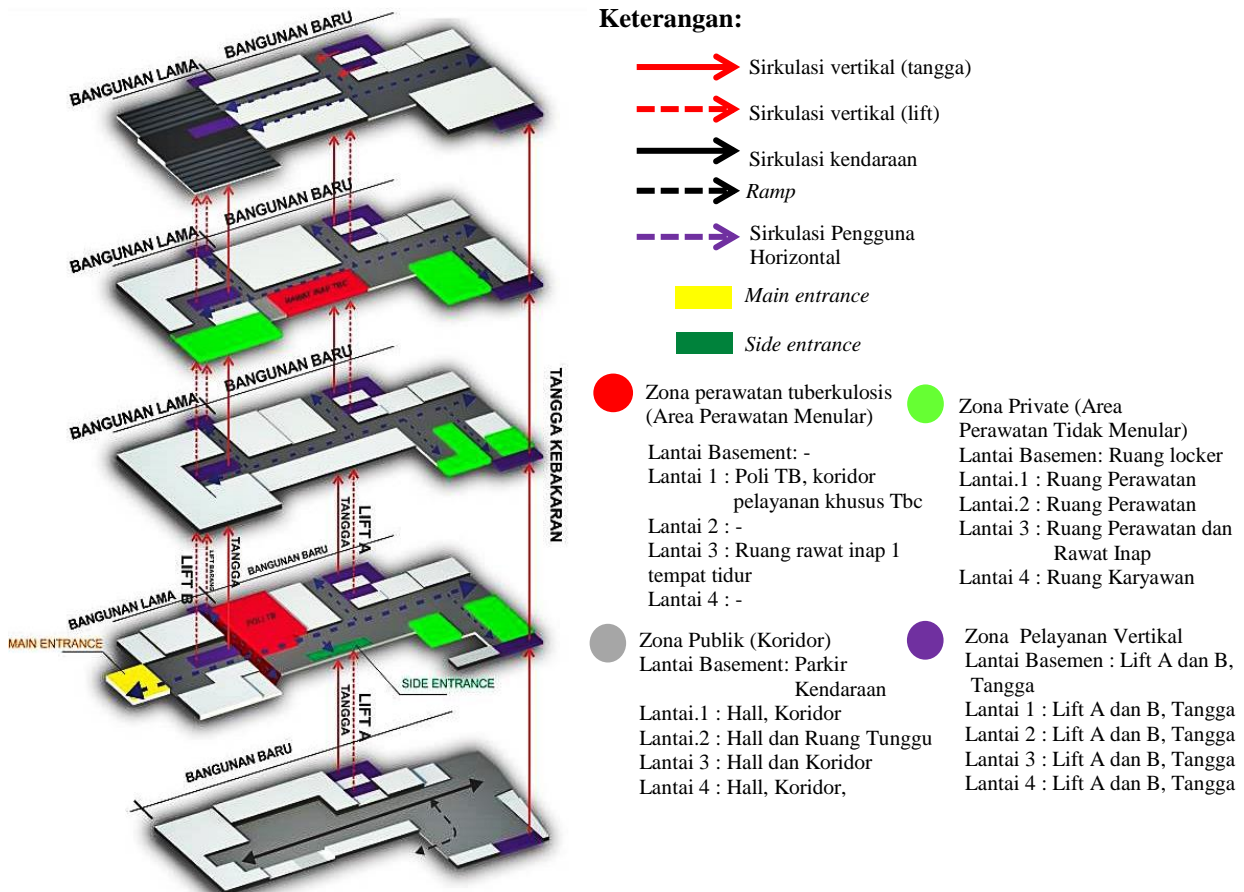 BANGUNAN BARU
BANGUNAN LAMA
BANGUNAN BARU
BANGUNAN LAMA
RAWAT INAP TBC
BANGUNAN BARU
BANGUNAN LAMA
TANGGA KEBAKARAN
LIFT B
LIFT BARANG
TANGGA
TANGGA
LIFT A
BANGUNAN BARU
BANGUNAN LAMA
POLI TB
MAIN ENTRANCE
SIDE ENTRANCE
TANGGA
LIFT A
BANGUNAN BARU
Keterangan:
Sirkulasi vertikal (tangga)
Sirkulasi vertikal (lift)
Sirkulasi kendaraan
Ramp
Sirkulasi Pengguna
Horizontal
Main entrance
Side entrance
Zona perawatan tuberkulosis
(Area Perawatan Menular)
Lantai Basement: -
Lantai 1 : Poli TB, koridor
pelayanan khusus Tbc
Lantai 2 : -
Lantai 3 : Ruang rawat inap 1
tempat tidur
Lantai 4 : -
Zona Private (Area
Perawatan Tidak Menular)
Lantai Basemen: Ruang locker
Lantai.1 : Ruang Perawatan
Lantai.2 : Ruang Perawatan
Lantai 3 : Ruang Perawatan dan
Rawat Inap
Lantai 4 : Ruang Karyawan
Zona Publik (Koridor)
Lantai Basement: Parkir
Kendaraan
Lantai.1 : Hall, Koridor
Lantai.2 : Hall dan Ruang Tunggu
Lantai 3 : Hall dan Koridor
Lantai 4 : Hall, Koridor,
Zona Pelayanan Vertikal
Lantai Basemen : Lift A dan B,
Tangga
Lantai 1 : Lift A dan B, Tangga
Lantai 2 : Lift A dan B, Tangga
Lantai 3 : Lift A dan B, Tangga
Lantai 4 : Lift A dan B, Tangga